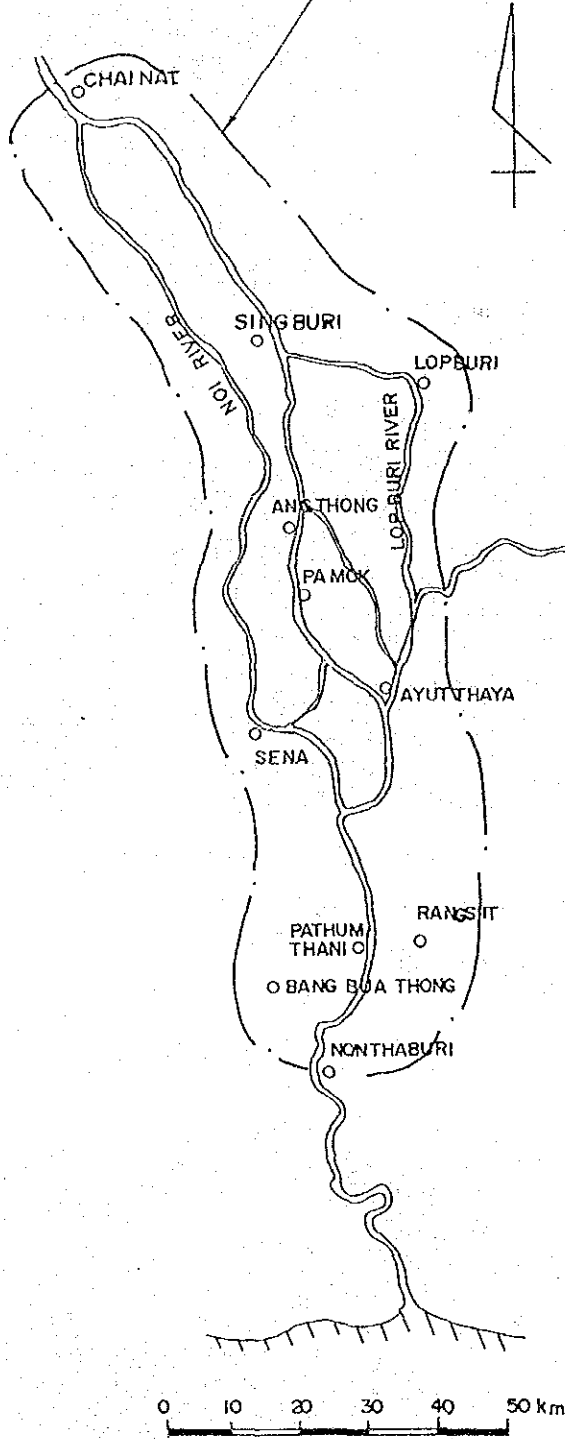 CHAI NAT
SING BURI
NOI RIVER
LOPBURI
LOPBURI RIVER
ANG THONG
PA MOK
AYUTTHAYA
SENA
RANGSIT
PATHUM
THANI
BANG BUA THONG
NONTHABURI
0 10 20 30 40 50 km